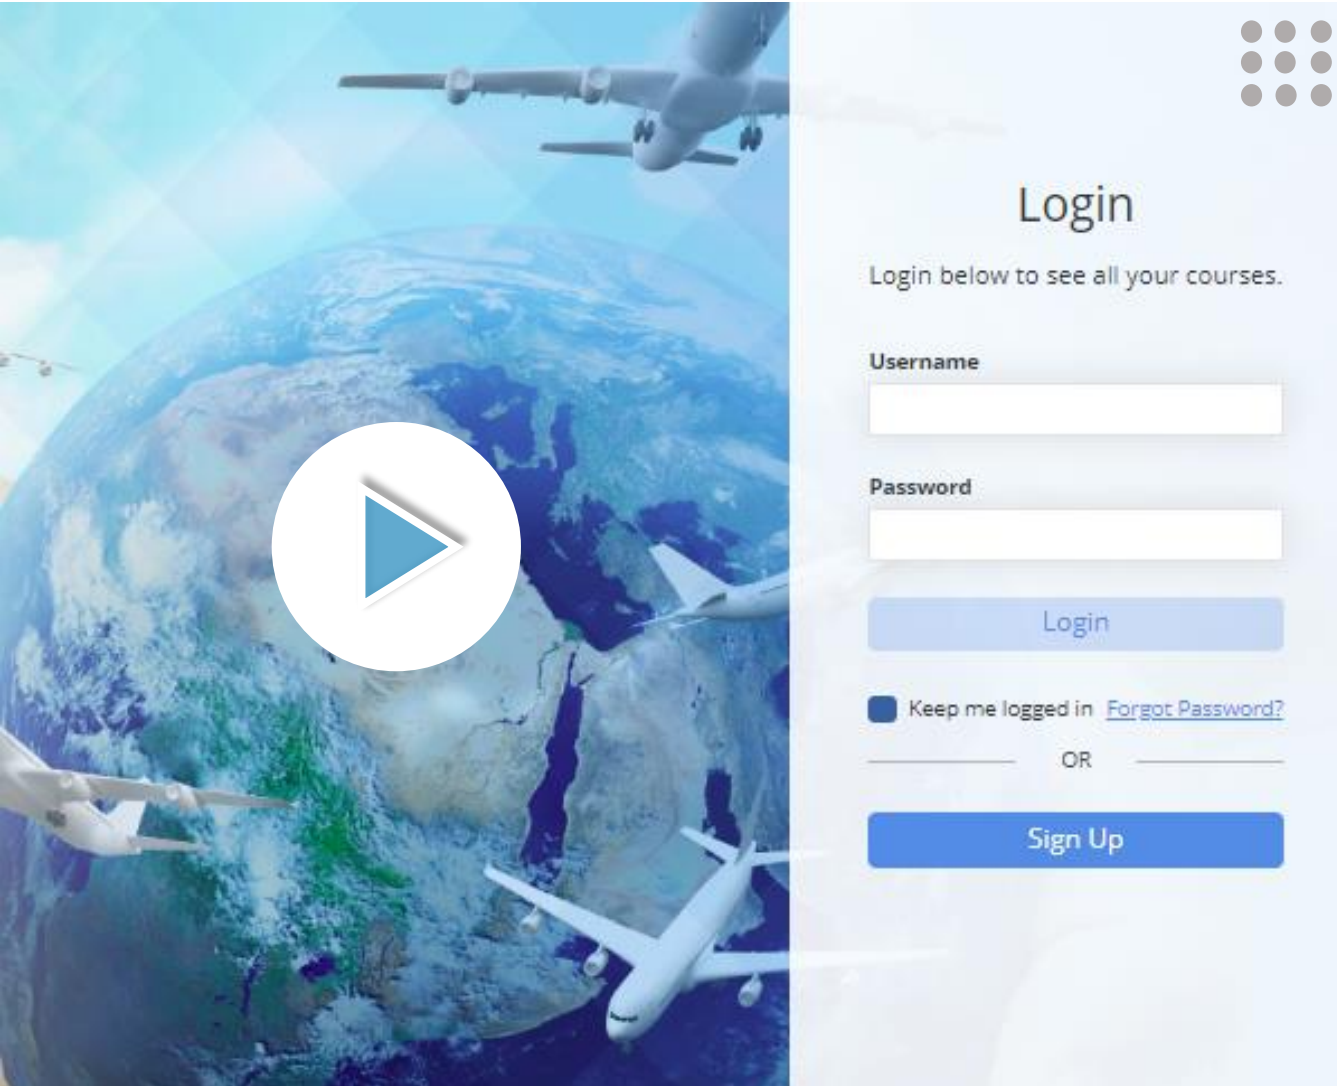 Login
Login below to see all your courses.
Username
Password
Login
Keep me logged in Forgot Password?
OR
Sign Up